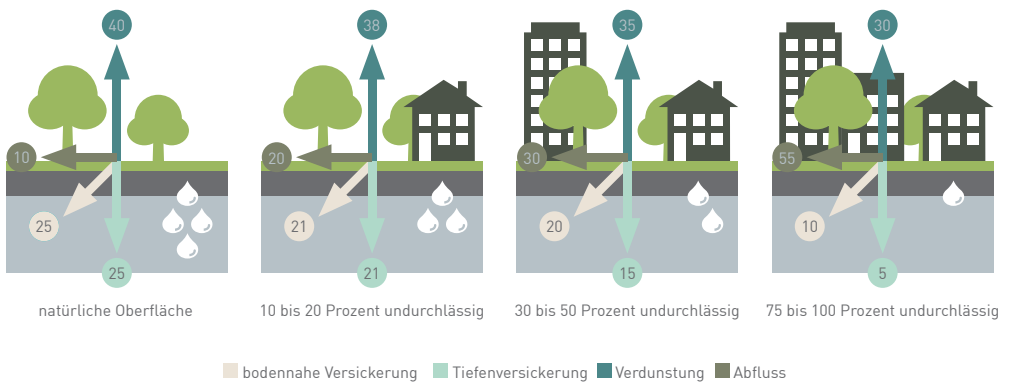 40
38
35
30
10
20
30
55
25
21
20
10
25
21
15
5
natürliche Oberfläche
10 bis 20 Prozent undurchlässig
30 bis 50 Prozent undurchlässig
75 bis 100 Prozent undurchlässig
bodennahe Versickerung
Tiefenversickerung
Verdunstung
Abfluss